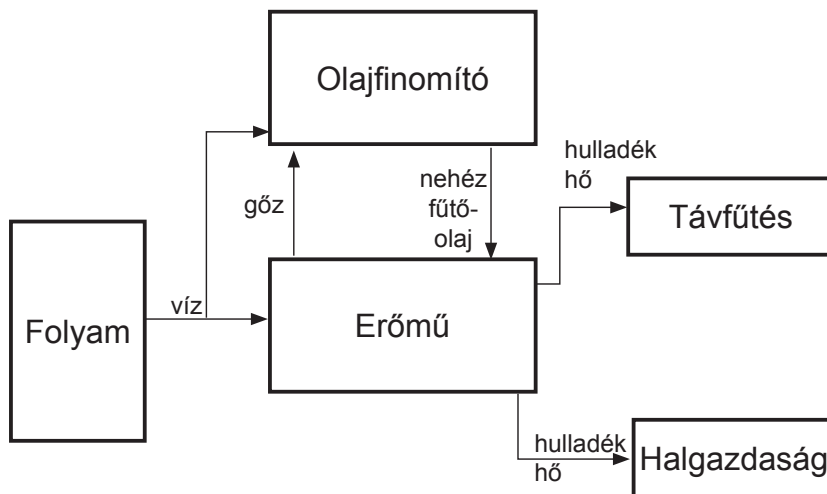 Olajfinomító
hulladék
hő
nehéz
fűtő-
olaj
gőz
Távfűtés
Folyam
víz
Erőmű
hulladék
hő
Halgazdaság